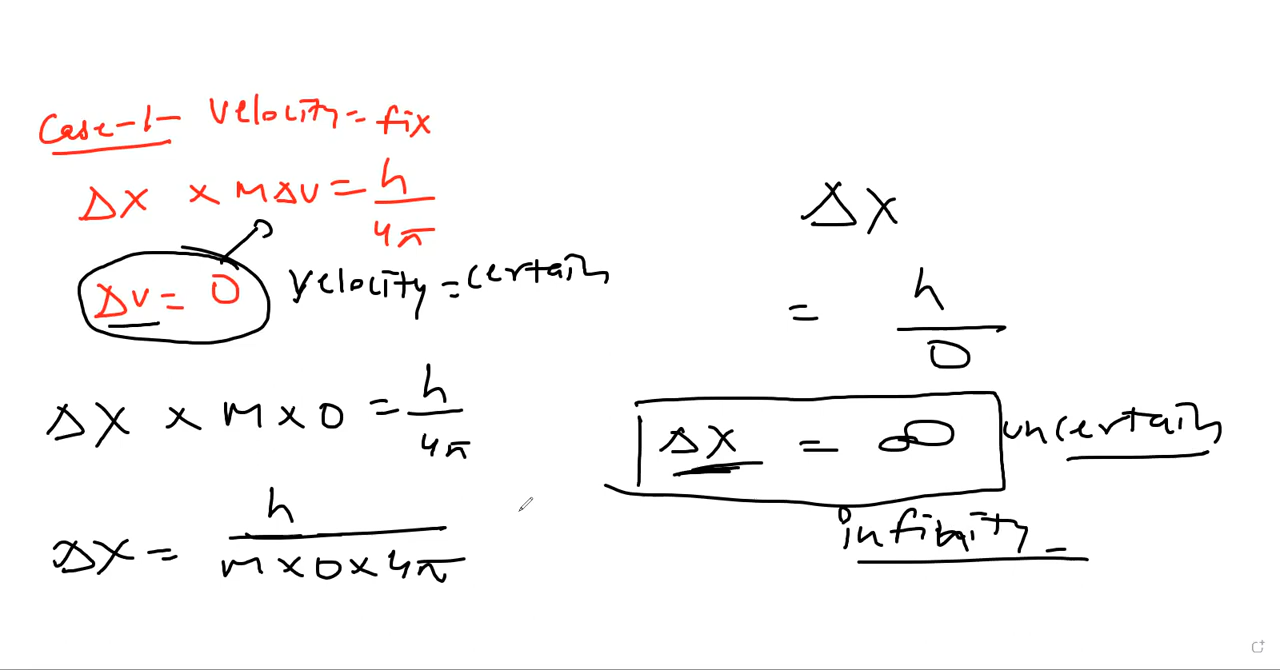 Case-1- Velocity = fix
Δx × mΔv = h/4π
Δv = 0 velocity = certain
Δx × m × 0 = h/4π
Δx = h/m×0×4π
Δx
= h/0
Δx = ∞ uncertain
infinity